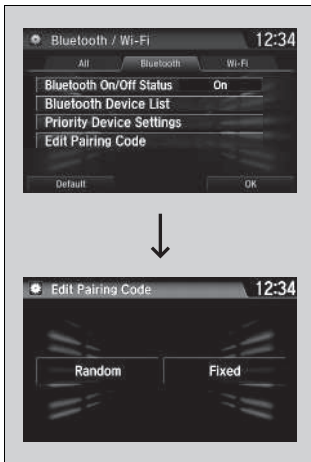 Bluetooth / Wi-Fi 12:34
All Bluetooth Wi-Fi
Bluetooth On/Off Status On
Bluetooth Device List
Priority Device Settings
Edit Pairing Code
Default OK
Edit Pairing Code 12:34
Random Fixed